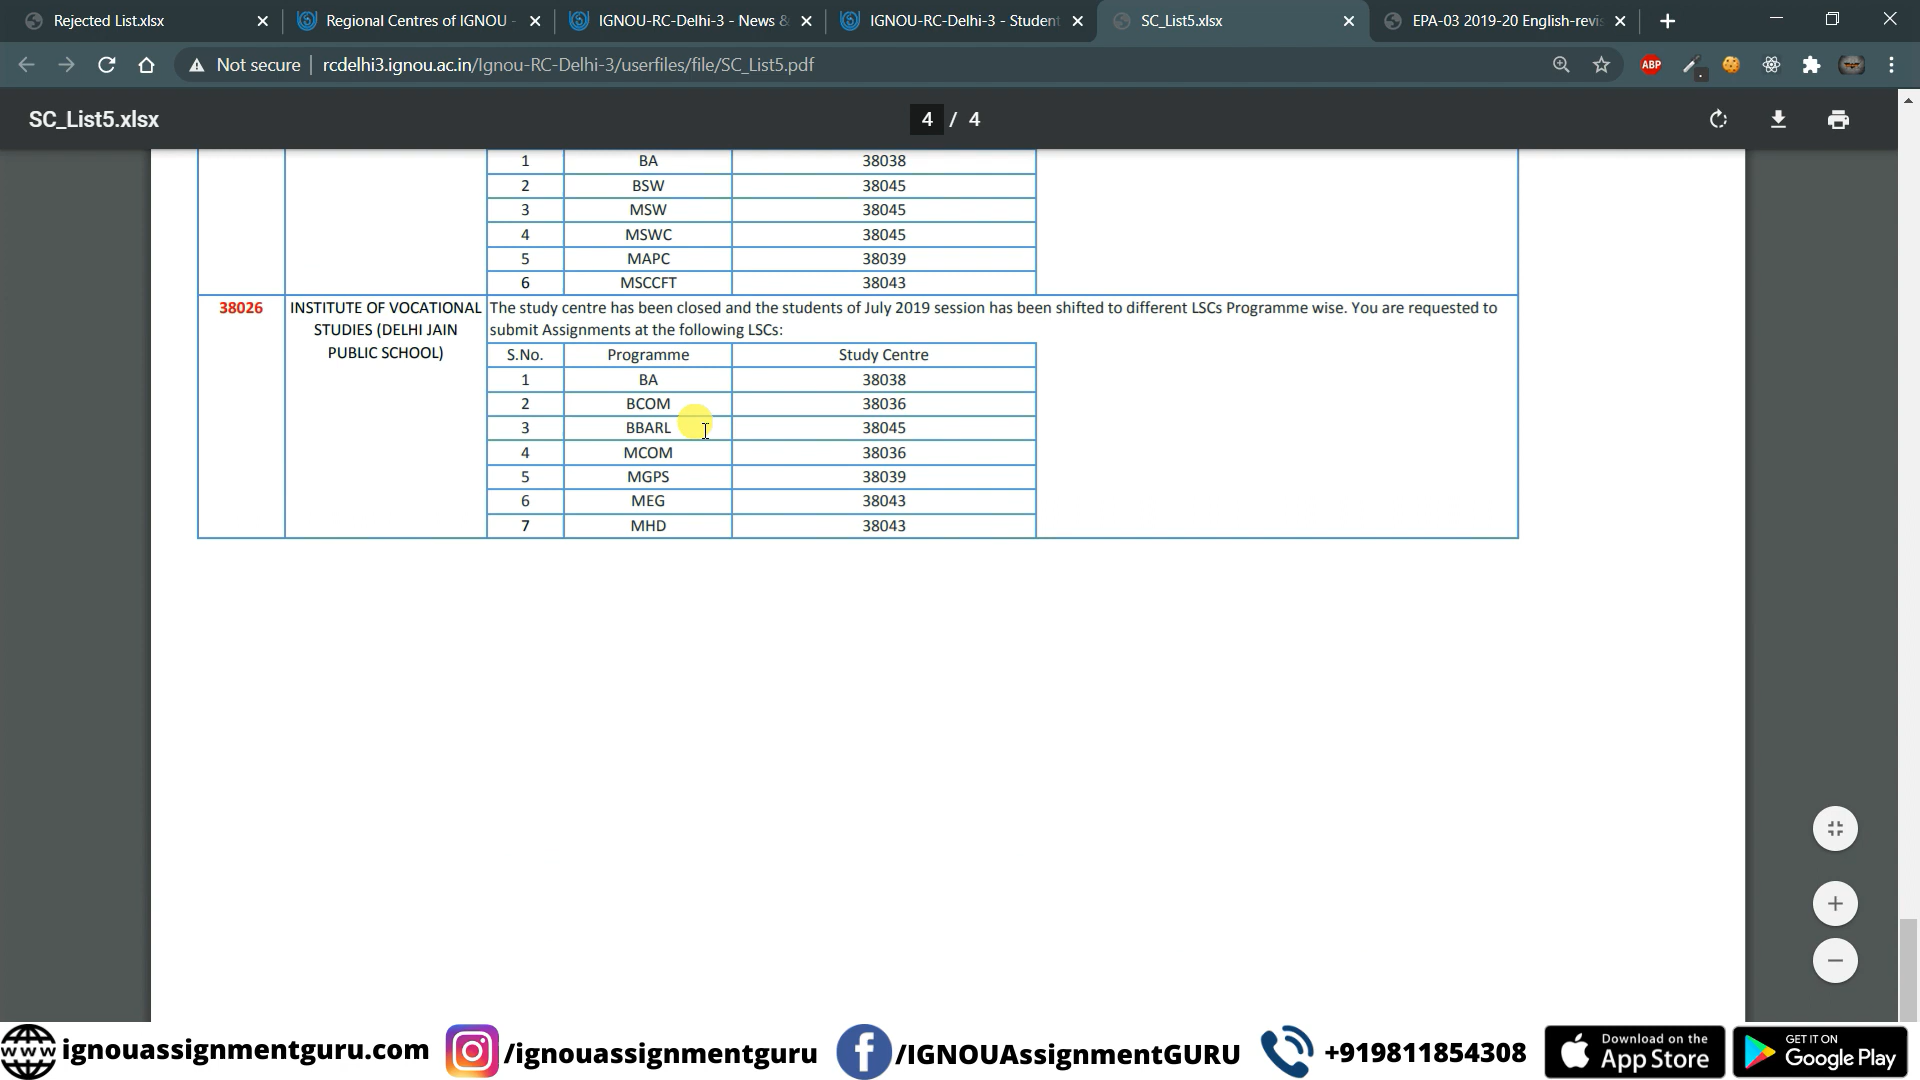 Rejected List.xlsx
Regional Centres of IGNOU -
IGNOU-RC-Delhi-3 - News &
IGNOU-RC-Delhi-3 - Student
SC_List5.xlsx
EPA-03 2019-20 English-revis
Not secure | rcdelhi3.ignou.ac.in/Ignou-RC-Delhi-3/userfiles/file/SC_List5.pdf
ABP
SC_List5.xlsx
4 / 4
1 BA 38038
2 BSW 38045
3 MSW 38045
4 MSWC 38045
5 MAPC 38039
6 MSCCFT 38043
38026
INSTITUTE OF VOCATIONAL
STUDIES (DELHI JAIN
PUBLIC SCHOOL)
The study centre has been closed and the students of July 2019 session has been shifted to different LSCs Programme wise. You are requested to
submit Assignments at the following LSCs:
S.No. Programme Study Centre
1 BA 38038
2 BCOM 38036
3 BBARL 38045
4 MCOM 38036
5 MGPS 38039
6 MEG 38043
7 MHD 38043
www ignouassignmentguru.com
/ignouassignmentguru
/IGNOUAssignmentGURU
+919811854308
Download on the
App Store
GET IT ON
Google Play